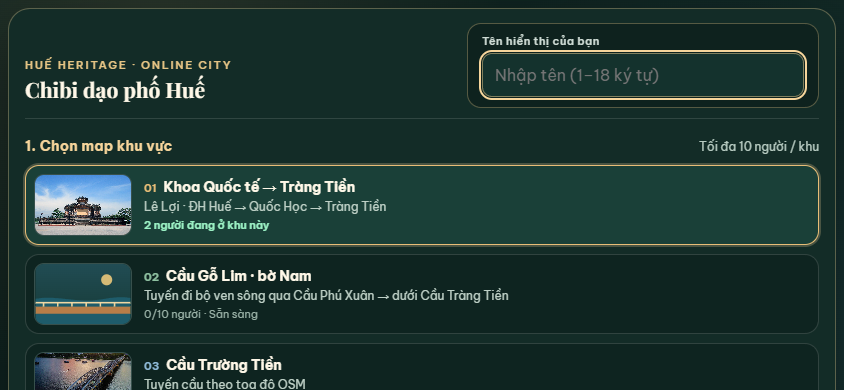 Tên hiển thị của bạn
Nhập tên (1–18 ký tự)
HUẾ HERITAGE · ONLINE CITY
Chibi dạo phố Huế
1. Chọn map khu vực
Tối đa 10 người / khu
01 Khoa Quốc tế → Tràng Tiền
Lê Lợi · ĐH Huế → Quốc Học → Tràng Tiền
2 người đang ở khu này
02 Cầu Gỗ Lim · bờ Nam
Tuyến đi bộ ven sông qua Cầu Phú Xuân → dưới Cầu Tràng Tiền
0/10 người · Sẵn sàng
03 Cầu Trường Tiền
Tuyến cầu theo tọa độ OSM